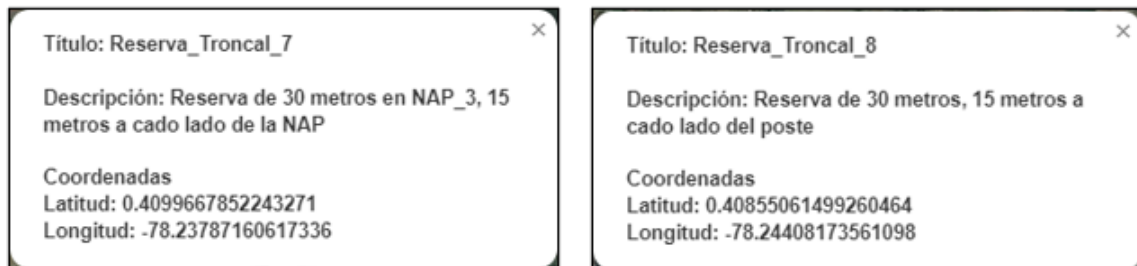 Título: Reserva_Troncal_7
Descripción: Reserva de 30 metros en NAP_3, 15
metros a cado lado de la NAP
Coordenadas
Latitud: 0.4099667852243271
Longitud: -78.23787160617336
Título: Reserva_Troncal_8
Descripción: Reserva de 30 metros, 15 metros a
cado lado del poste
Coordenadas
Latitud: 0.40855061499260464
Longitud: -78.24408173561098